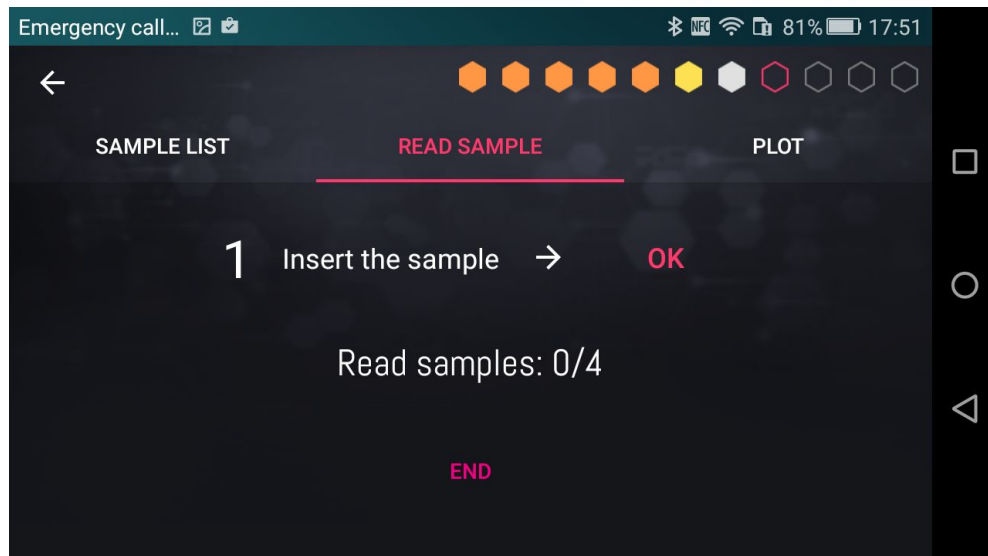 Emergency call... NFC 81% 17:51
SAMPLE LIST READ SAMPLE PLOT
1 Insert the sample → OK
Read samples: 0/4
END